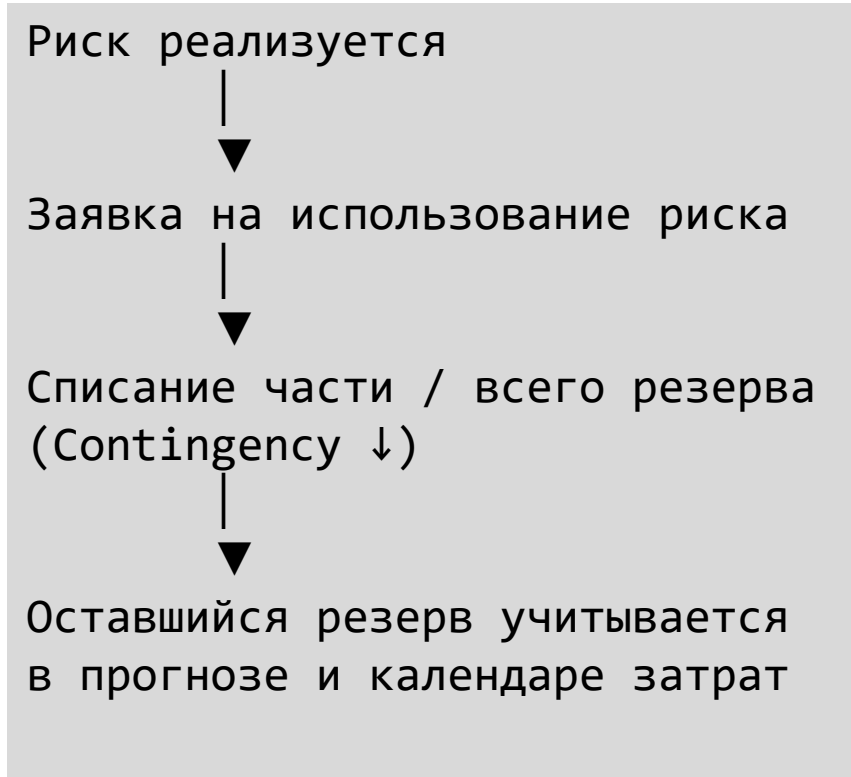 Риск реализуется
│
▼
Заявка на использование риска
│
▼
Списание части / всего резерва
(Contingency ↓)
│
▼
Оставшийся резерв учитывается
в прогнозе и календаре затрат